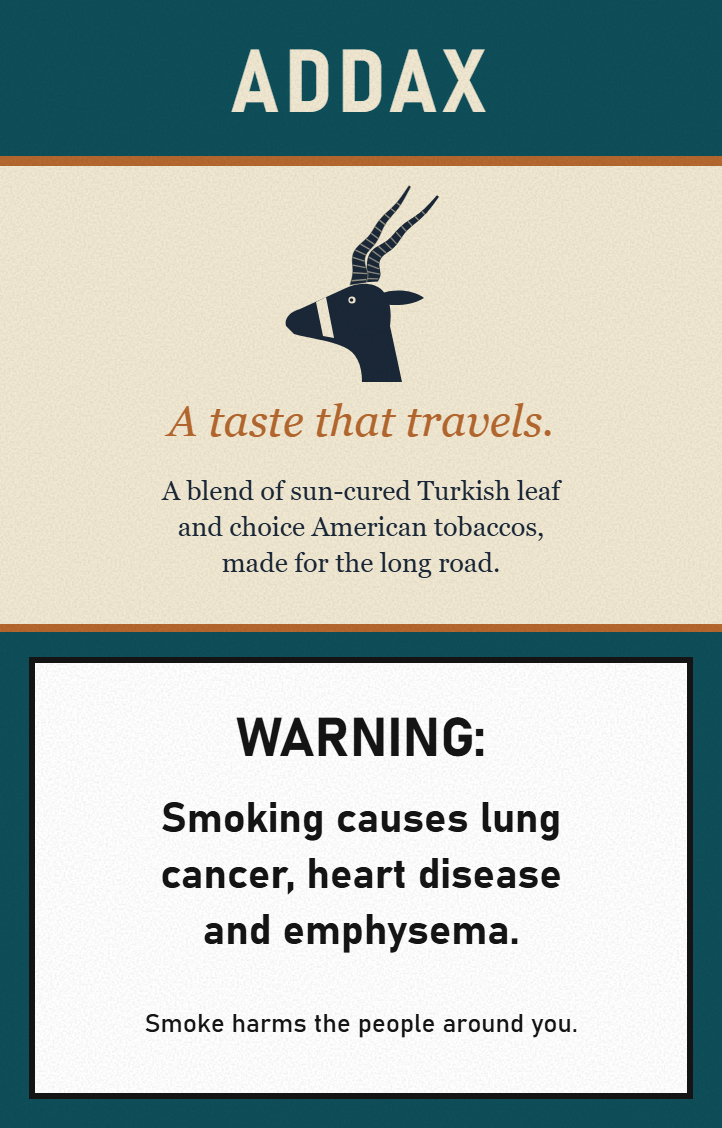 ADDAX
A taste that travels.
A blend of sun-cured Turkish leaf
and choice American tobaccos,
made for the long road.
WARNING:
Smoking causes lung
cancer, heart disease
and emphysema.
Smoke harms the people around you.